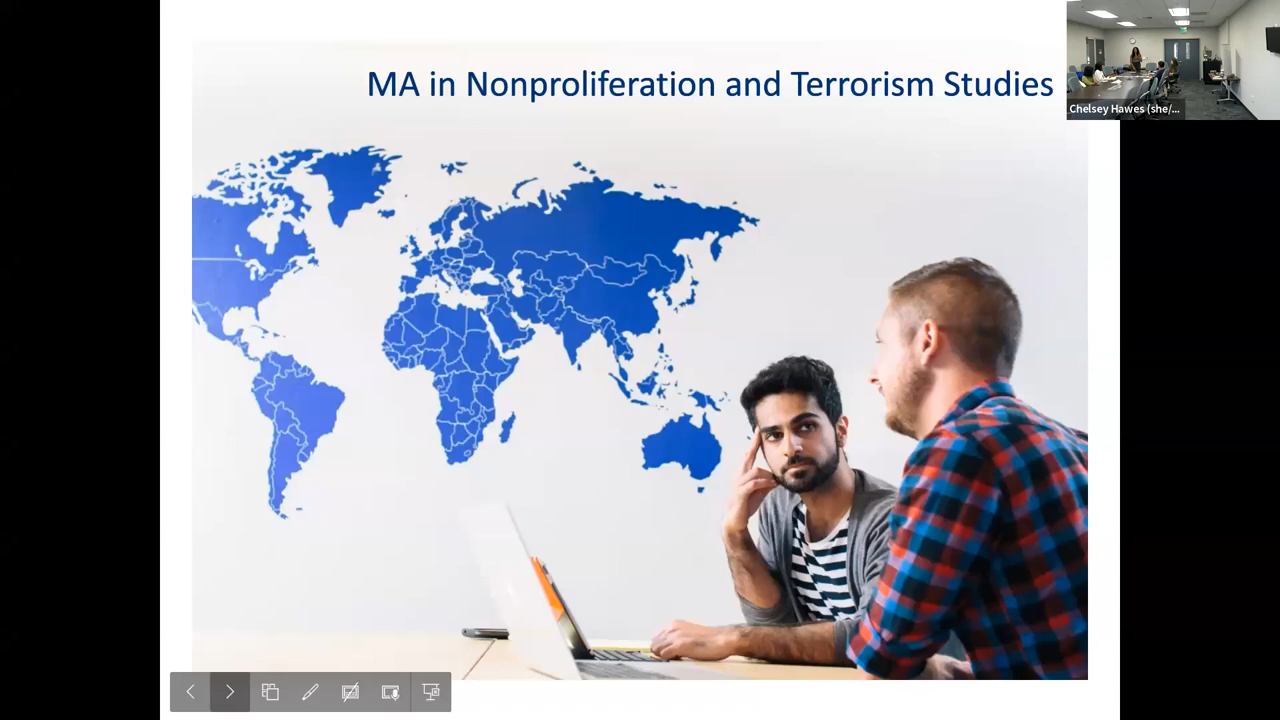 MA in Nonproliferation and Terrorism Studies
Chelsey Hawes (she/...